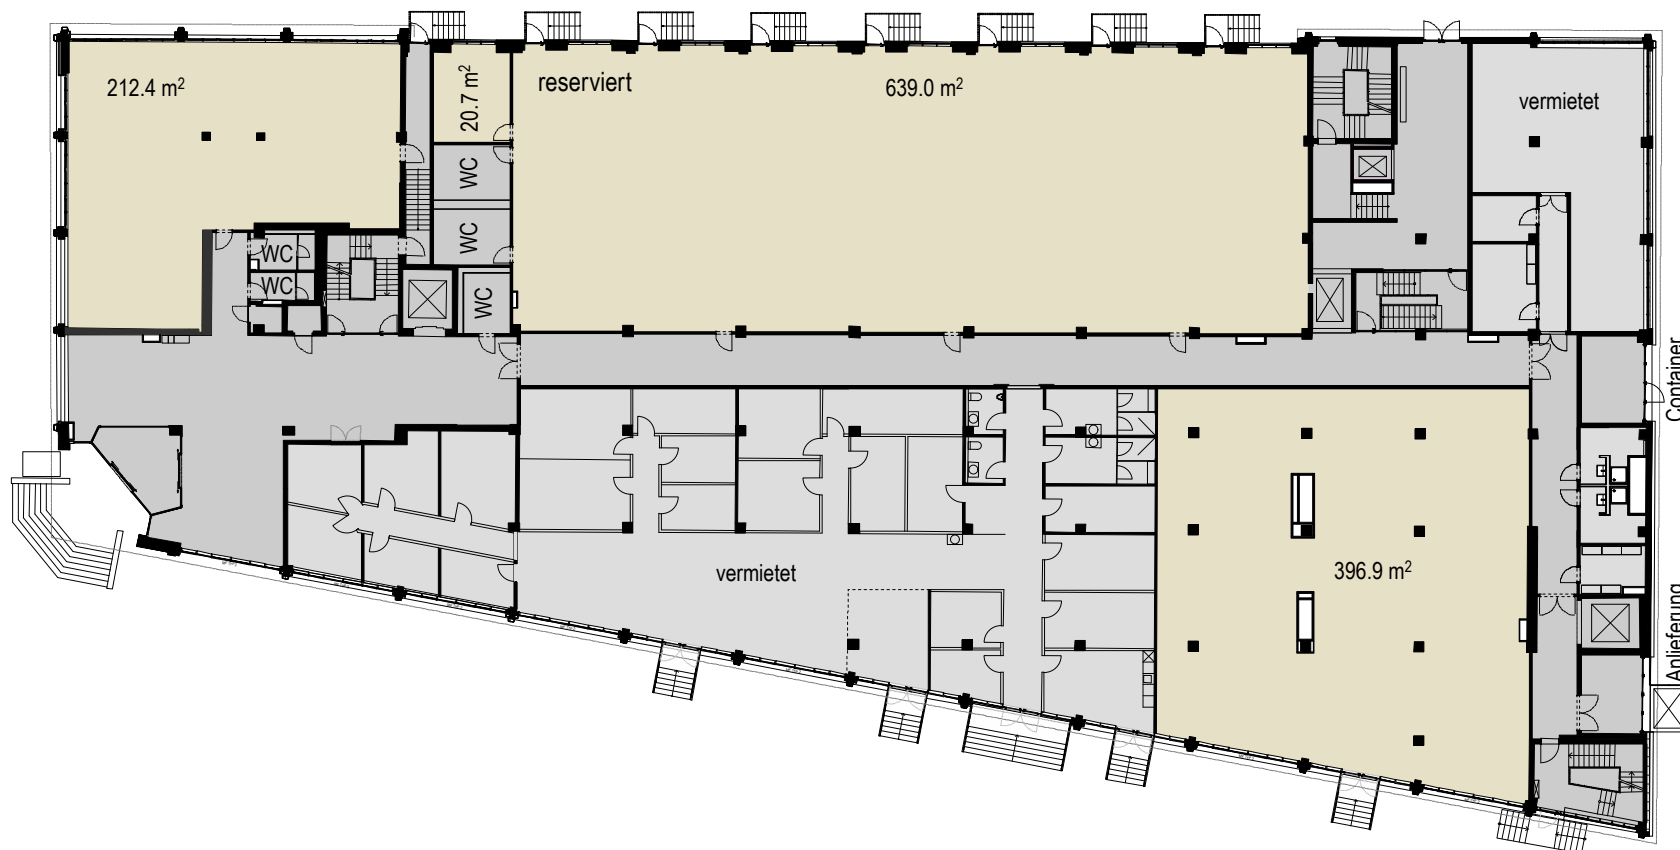 212.4 m²
20.7 m²
reserviert
639.0 m²
vermietet
WC
WC
WC
WC
WC
Container
vermietet
396.9 m²
Anlieferung